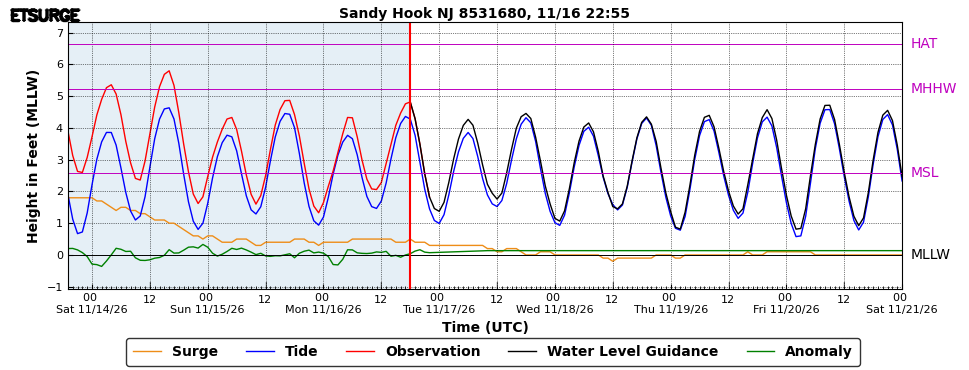 ETSURGE
Sandy Hook NJ 8531680, 11/16 22:55
Height in Feet (MLLW)
7
6
5
4
3
2
1
0
−1
HAT
MHHW
MSL
MLLW
00 12 00 12 00 12 00 12 00 12 00 12 00 12 00
Sat 11/14/26 Sun 11/15/26 Mon 11/16/26 Tue 11/17/26 Wed 11/18/26 Thu 11/19/26 Fri 11/20/26 Sat 11/21/26
Time (UTC)
Surge Tide Observation Water Level Guidance Anomaly